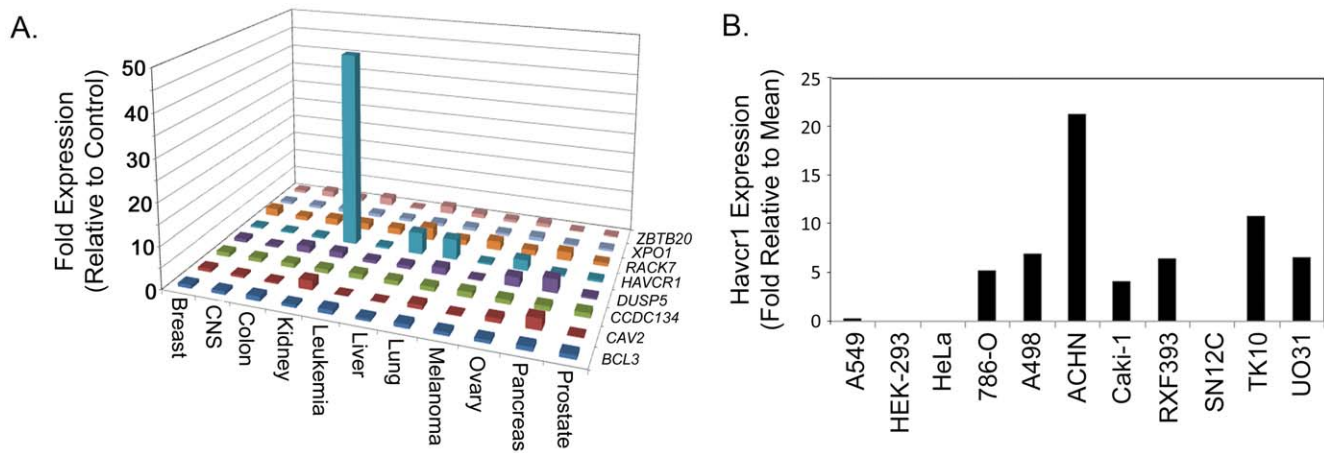 A.
Fold Expression
(Relative to Control)
50
40
30
20
10
0
Breast
CNS
Colon
Kidney
Leukemia
Liver
Lung
Melanoma
Ovary
Pancreas
Prostate
ZBTB20
XPO1
RACK7
HAVCR1
DUSP5
CCDC134
CAV2
BCL3
B.
Havcr1 Expression
(Fold Relative to Mean)
25
20
15
10
5
0
A549
HEK-293
HeLa
786-O
A498
ACHN
Caki-1
RXF393
SN12C
TK10
UO31